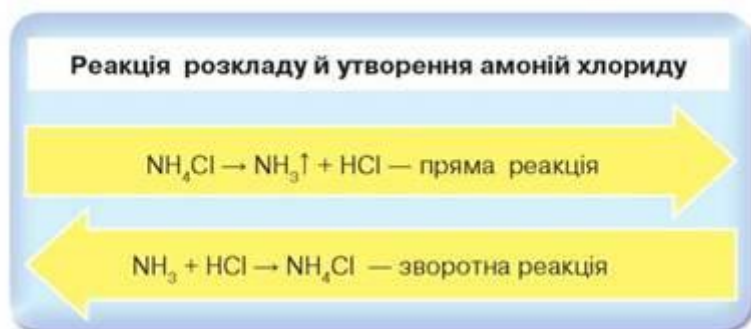 Реакція розкладу й утворення амоній хлориду
NH₄Cl → NH₃↑ + HCl — пряма реакція
NH₃ + HCl → NH₄Cl — зворотна реакція